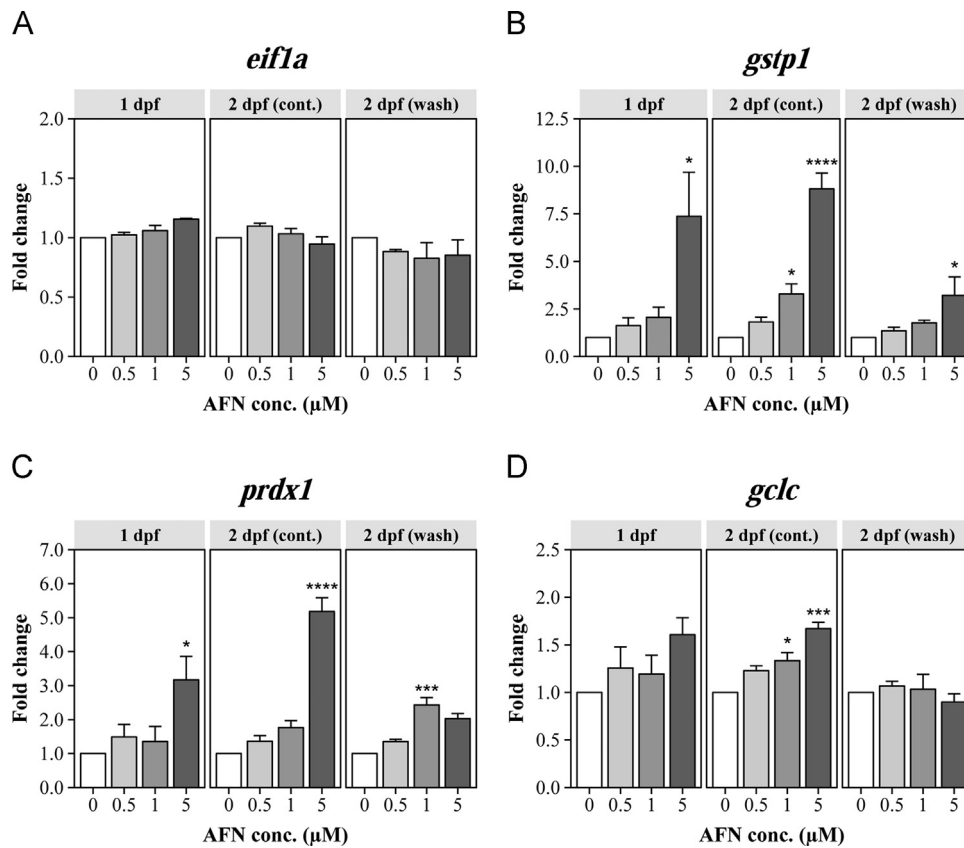 A
eif1a
1 dpf 2 dpf (cont.) 2 dpf (wash)
Fold change
2.0
1.5
1.0
0.5
0.0
0 0.5 1 5 0 0.5 1 5 0 0.5 1 5
AFN conc. (µM)
B
gstp1
1 dpf 2 dpf (cont.) 2 dpf (wash)
Fold change
12.5
10.0
7.5
5.0
2.5
0.0
* * **** *
0 0.5 1 5 0 0.5 1 5 0 0.5 1 5
AFN conc. (µM)
C
prdx1
1 dpf 2 dpf (cont.) 2 dpf (wash)
Fold change
7.0
6.0
5.0
4.0
3.0
2.0
1.0
0.0
* **** ***
0 0.5 1 5 0 0.5 1 5 0 0.5 1 5
AFN conc. (µM)
D
gclc
1 dpf 2 dpf (cont.) 2 dpf (wash)
Fold change
2.5
2.0
1.5
1.0
0.5
0.0
* ***
0 0.5 1 5 0 0.5 1 5 0 0.5 1 5
AFN conc. (µM)